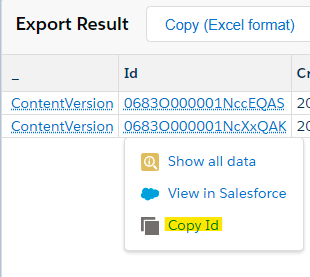 Export Result
Copy (Excel format)
_
Id
ContentVersion
0683O000001NccEQAS
20
ContentVersion
0683O000001NcXxQAK
20
Show all data
View in Salesforce
Copy Id